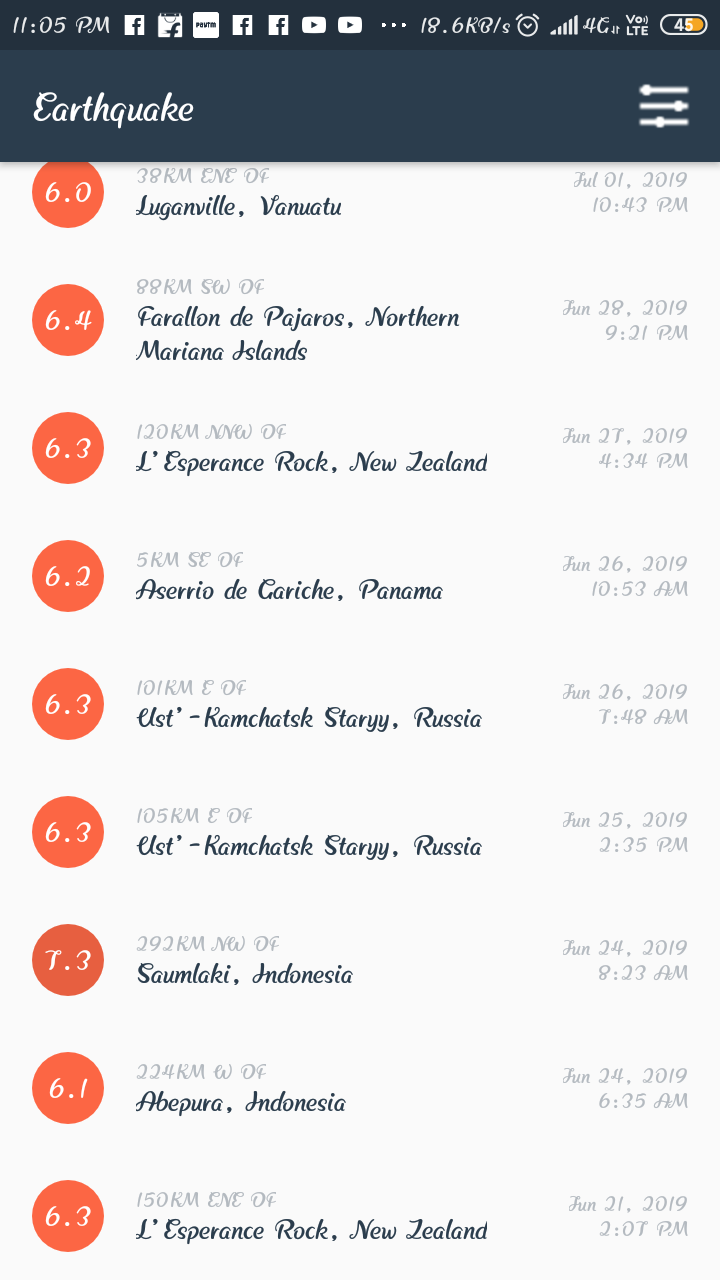 11:05 PM
Paytm
18.6KB/s
4G
VoLTE
45
Earthquake
6.0
38KM ENE OF
Luganville, Vanuatu
Jul 01, 2019
10:43 PM
6.4
88KM SW OF
Farallon de Pajaros, Northern
Mariana Islands
Jun 28, 2019
9:21 PM
6.3
120KM NNW OF
L'Esperance Rock, New Zealand
Jun 27, 2019
4:34 PM
6.2
5KM SE OF
Aserrio de Gariche, Panama
Jun 26, 2019
10:53 AM
6.3
101KM E OF
Ust'-Kamchatsk Staryy, Russia
Jun 26, 2019
7:48 AM
6.3
105KM E OF
Ust'-Kamchatsk Staryy, Russia
Jun 25, 2019
2:35 PM
7.3
292KM NW OF
Saumlaki, Indonesia
Jun 24, 2019
8:23 AM
6.1
224KM W OF
Abepura, Indonesia
Jun 24, 2019
6:35 AM
6.3
150KM ENE OF
L'Esperance Rock, New Zealand
Jun 21, 2019
2:07 PM